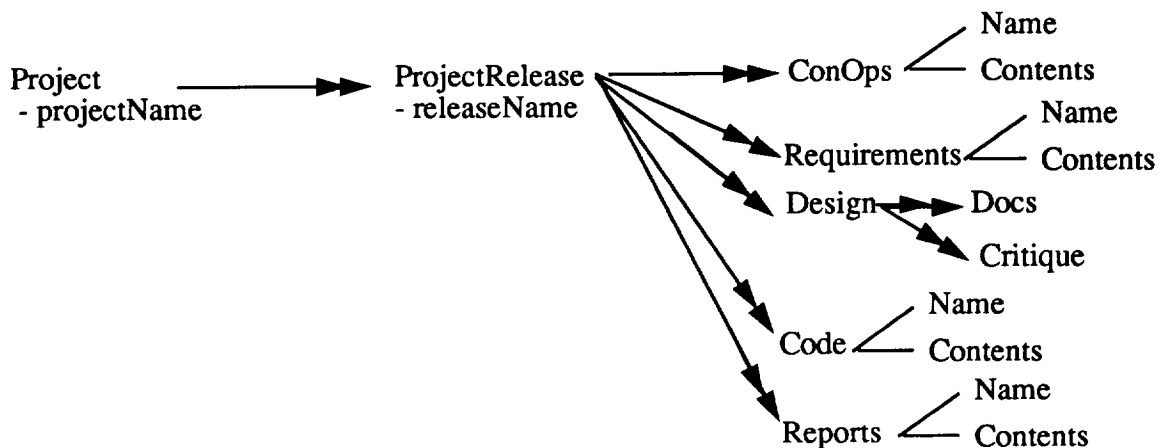 Project
- projectName
ProjectRelease
- releaseName
ConOps
Name
Contents
Requirements
Name
Contents
Design
Docs
Critique
Code
Name
Contents
Reports
Name
Contents